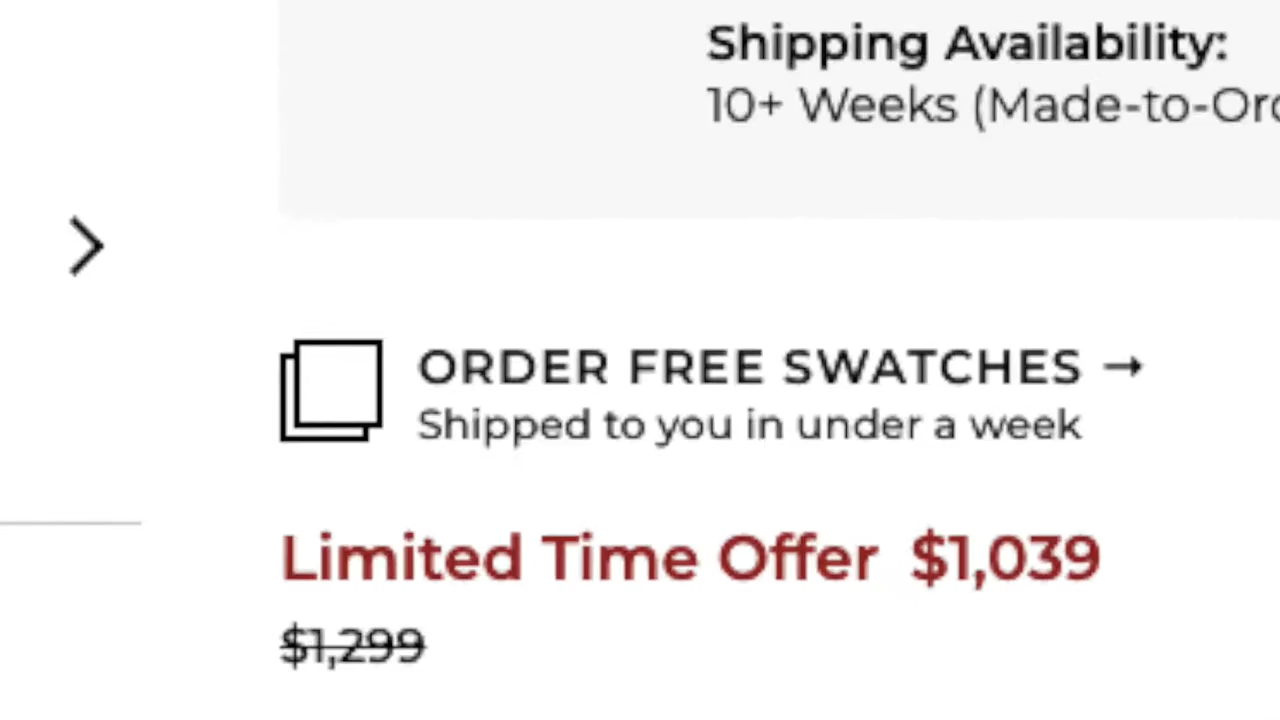 Shipping Availability:
10+ Weeks (Made-to-Ord
ORDER FREE SWATCHES →
Shipped to you in under a week
Limited Time Offer $1,039
$1,299